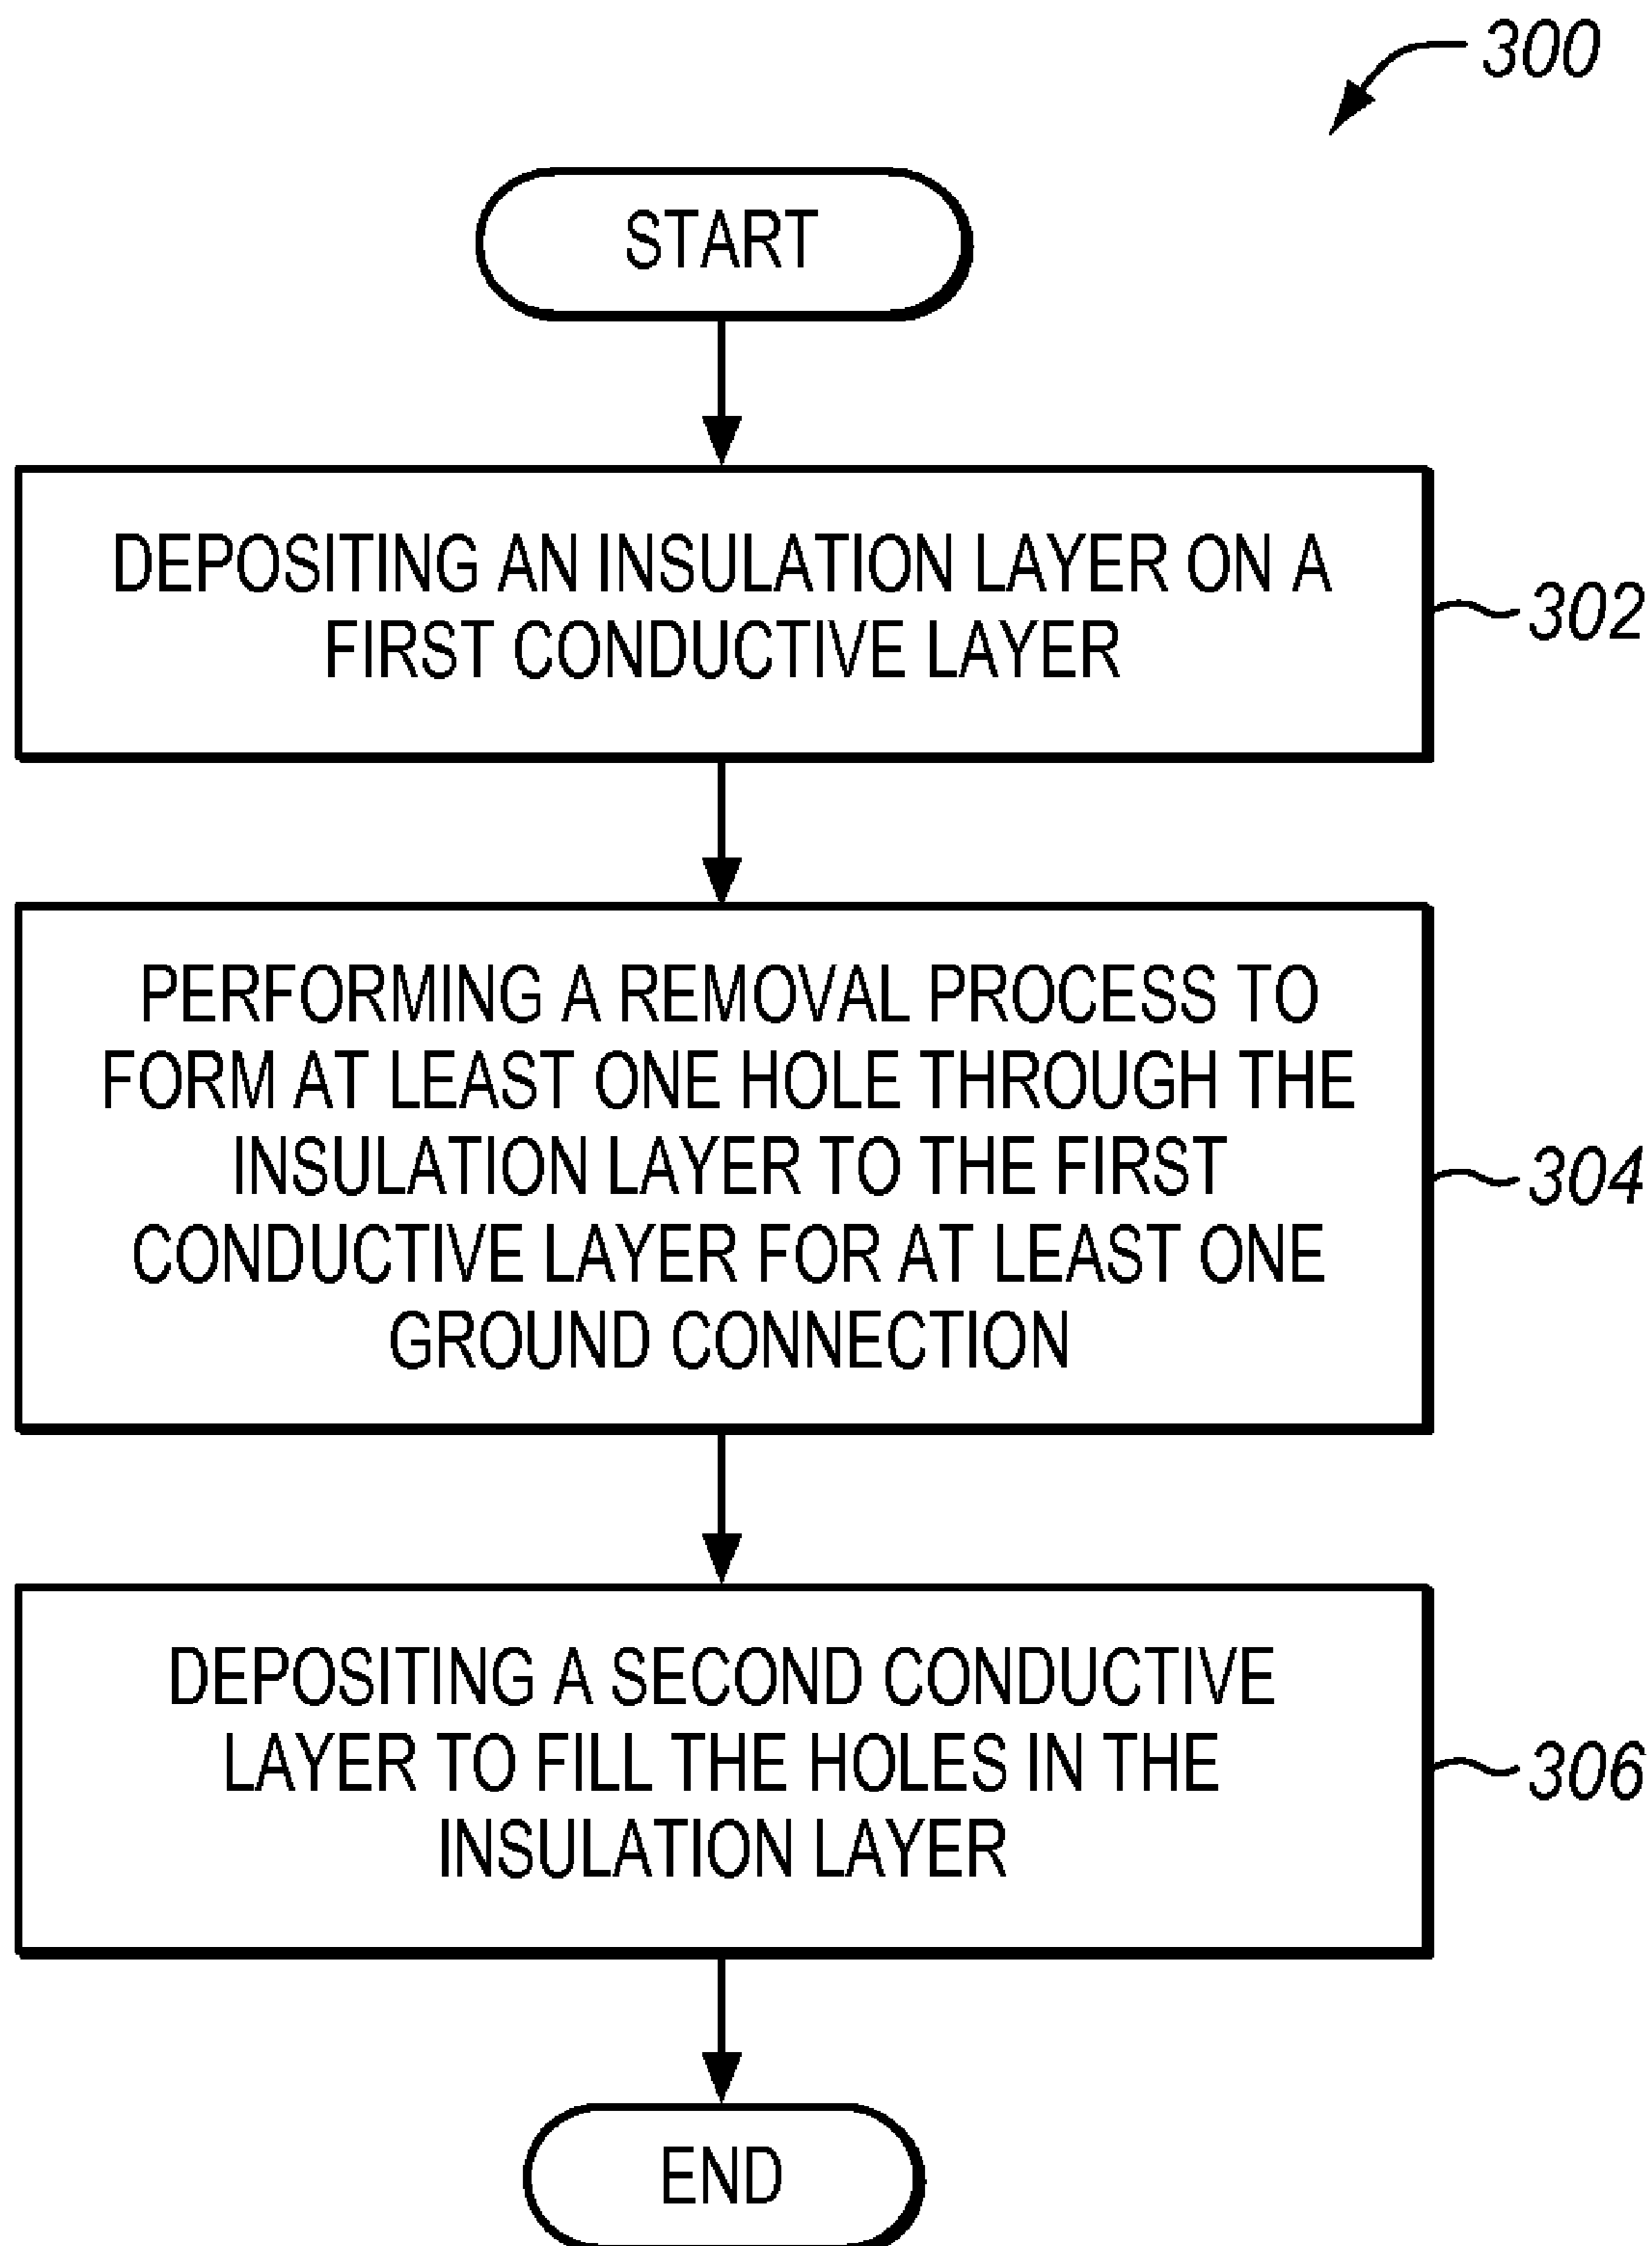 300
START
DEPOSITING AN INSULATION LAYER ON A
FIRST CONDUCTIVE LAYER
302
PERFORMING A REMOVAL PROCESS TO
FORM AT LEAST ONE HOLE THROUGH THE
INSULATION LAYER TO THE FIRST
CONDUCTIVE LAYER FOR AT LEAST ONE
GROUND CONNECTION
304
DEPOSITING A SECOND CONDUCTIVE
LAYER TO FILL THE HOLES IN THE
INSULATION LAYER
306
END